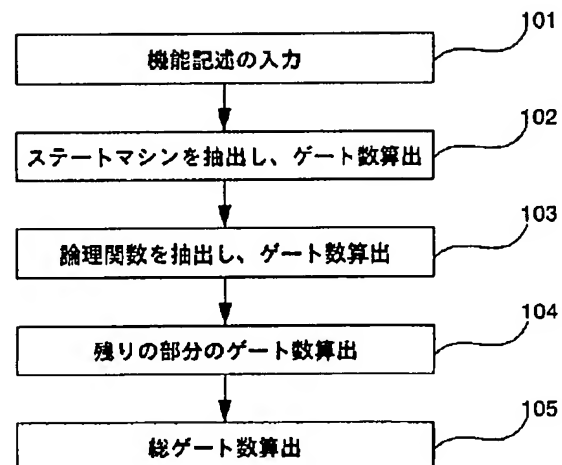 101
機能記述の入力
102
ステートマシンを抽出し、ゲート数算出
103
論理関数を抽出し、ゲート数算出
104
残りの部分のゲート数算出
105
総ゲート数算出